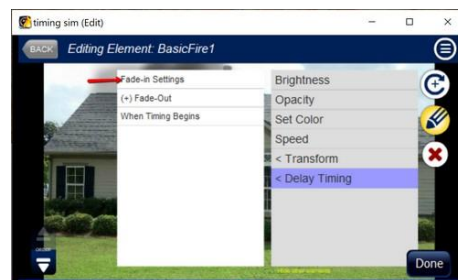 timing sim (Edit)
BACK
Editing Element: BasicFire1
Fade-in Settings
(+) Fade-Out
When Timing Begins
Brightness
Opacity
Set Color
Speed
< Transform
< Delay Timing
Done